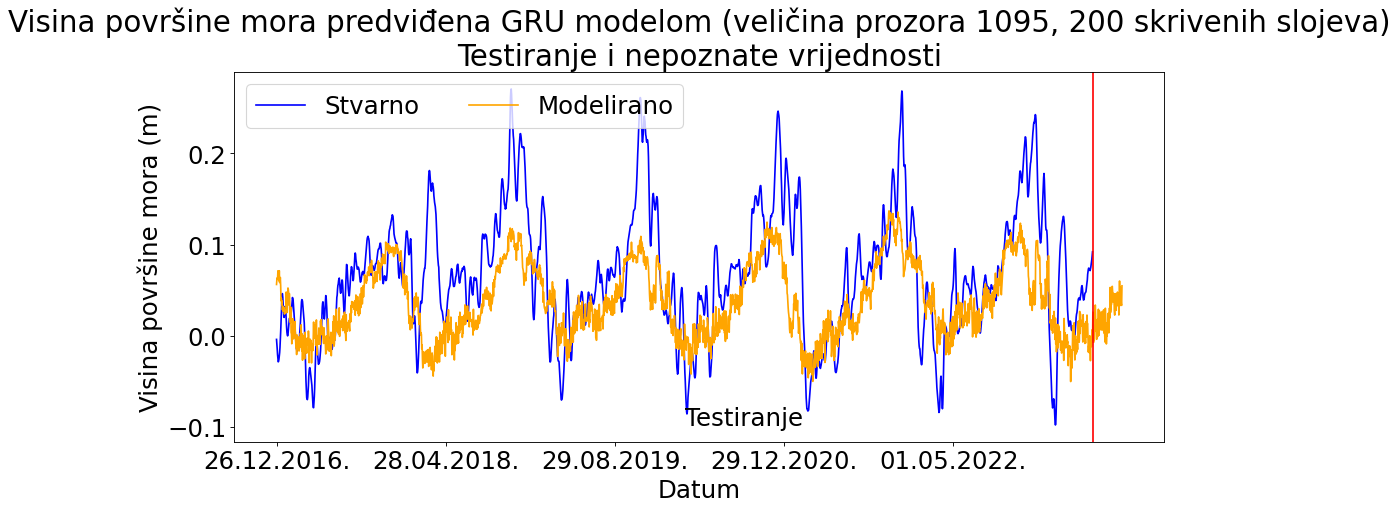 Visina površine mora predviđena GRU modelom (veličina prozora 1095, 200 skrivenih slojeva)
Testiranje i nepoznate vrijednosti
Stvarno
Modelirano
Visina površine mora (m)
0.2
0.1
0.0
−0.1
Testiranje
26.12.2016.
28.04.2018.
29.08.2019.
29.12.2020.
01.05.2022.
Datum